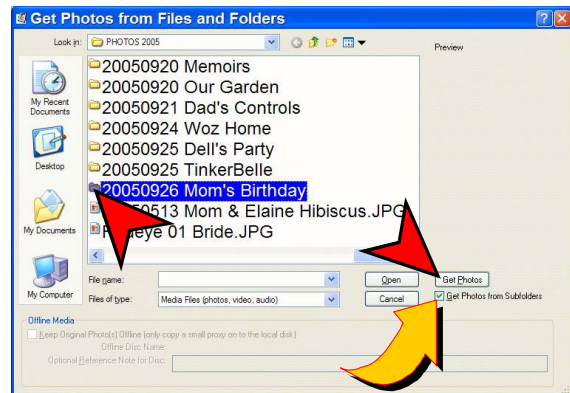 Get Photos from Files and Folders
Look in: PHOTOS 2005
Preview
20050920 Memoirs
20050920 Our Garden
20050921 Dad's Controls
20050924 Woz Home
20050925 Dell's Party
20050925 TinkerBelle
20050926 Mom's Birthday
513 Mom & Elaine Hibiscus.JPG
01 Bride.JPG
My Recent
Documents
Desktop
My Documents
My Computer
File name: Open Get Photos
Files of type: Media Files (photos, video, audio) Cancel Get Photos from Subfolders
Offline Media
Keep Original Photo(s) Offline (only copy a small proxy on to the local disk)
Offline Disc Name:
Optional Reference Note for Disc: